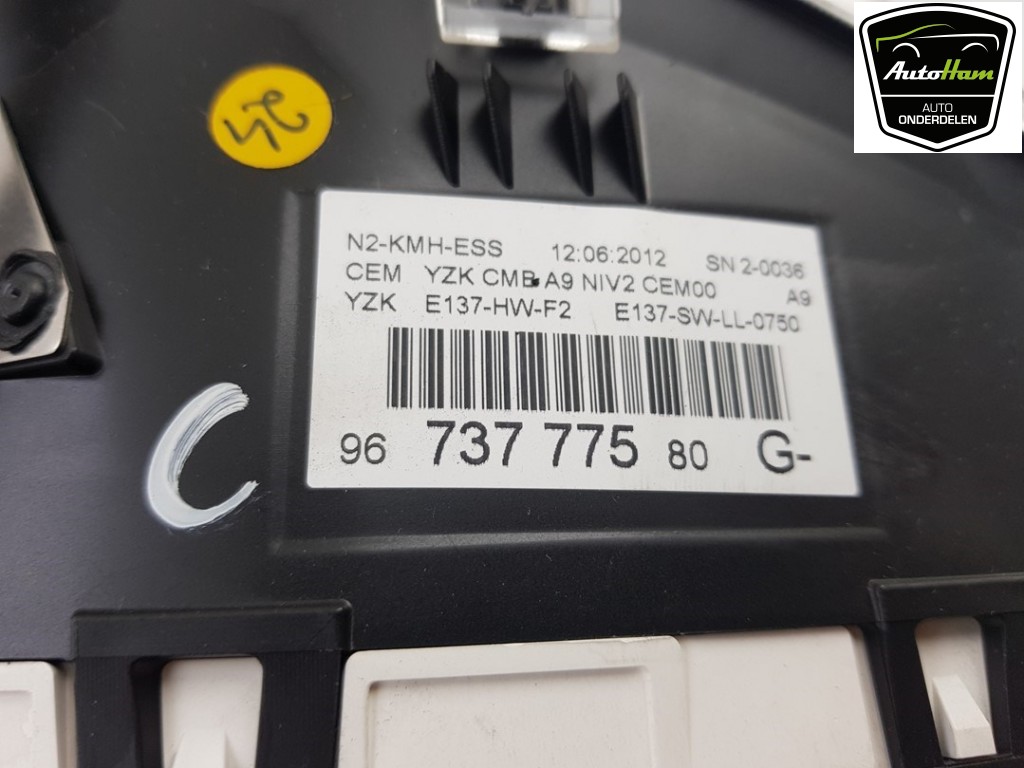 AutoHam
AUTO
ONDERDELEN
24
N2-KMH-ESS 12:06:2012 SN 2-0036
CEM YZK CMB A9 NIV2 CEM00 A9
YZK E137-HW-F2 E137-SW-LL-0750
96 737 775 80 G-
C